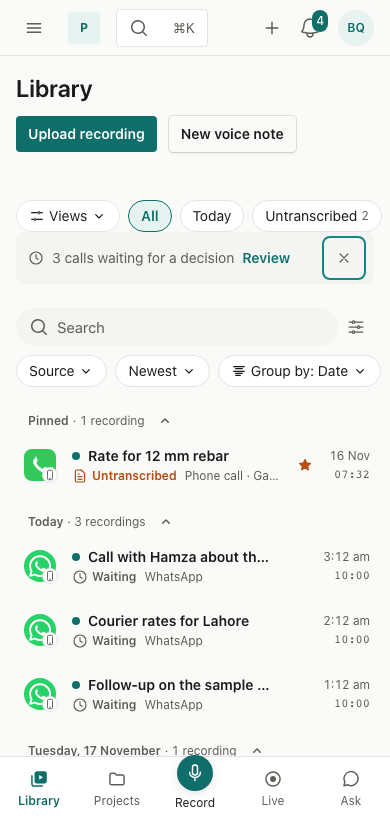 P ⌘K 4 BQ
Library
Upload recording New voice note
Views All Today Untranscribed 2
3 calls waiting for a decision Review
Search
Source Newest Group by: Date
Pinned · 1 recording
Rate for 12 mm rebar 16 Nov
Untranscribed Phone call · Ga... 07:32
Today · 3 recordings
Call with Hamza about th... 3:12 am
Waiting WhatsApp 10:00
Courier rates for Lahore 2:12 am
Waiting WhatsApp 10:00
Follow-up on the sample ... 1:12 am
Waiting WhatsApp 10:00
Tuesday, 17 November · 1 recording
Library Projects Record Live Ask